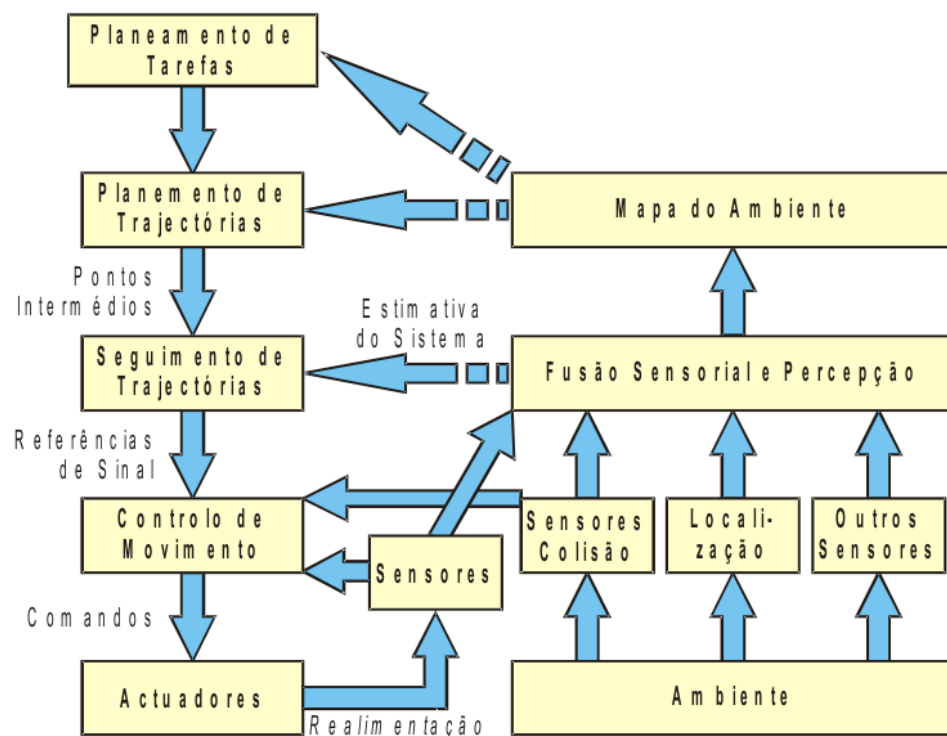 Planeamento de
Tarefas
Planemento de
Trajectórias
Mapa do Ambiente
Pontos
Intermédios
Estimativa
do Sistema
Seguimento de
Trajectórias
Fusão Sensorial e Percepção
Referências
de Sinal
Controlo de
Movimento
Sensores
Sensores
Colisão
Locali-
zação
Outros
Sensores
Comandos
Actuadores
Realimentação
Ambiente